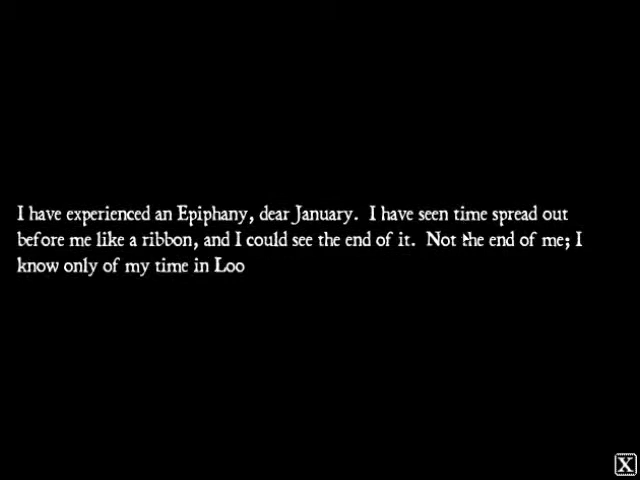 I have experienced an Epiphany, dear January.  I have seen time spread out
before me like a ribbon, and I could see the end of it.  Not the end of me; I
know only of my time in Loo
X